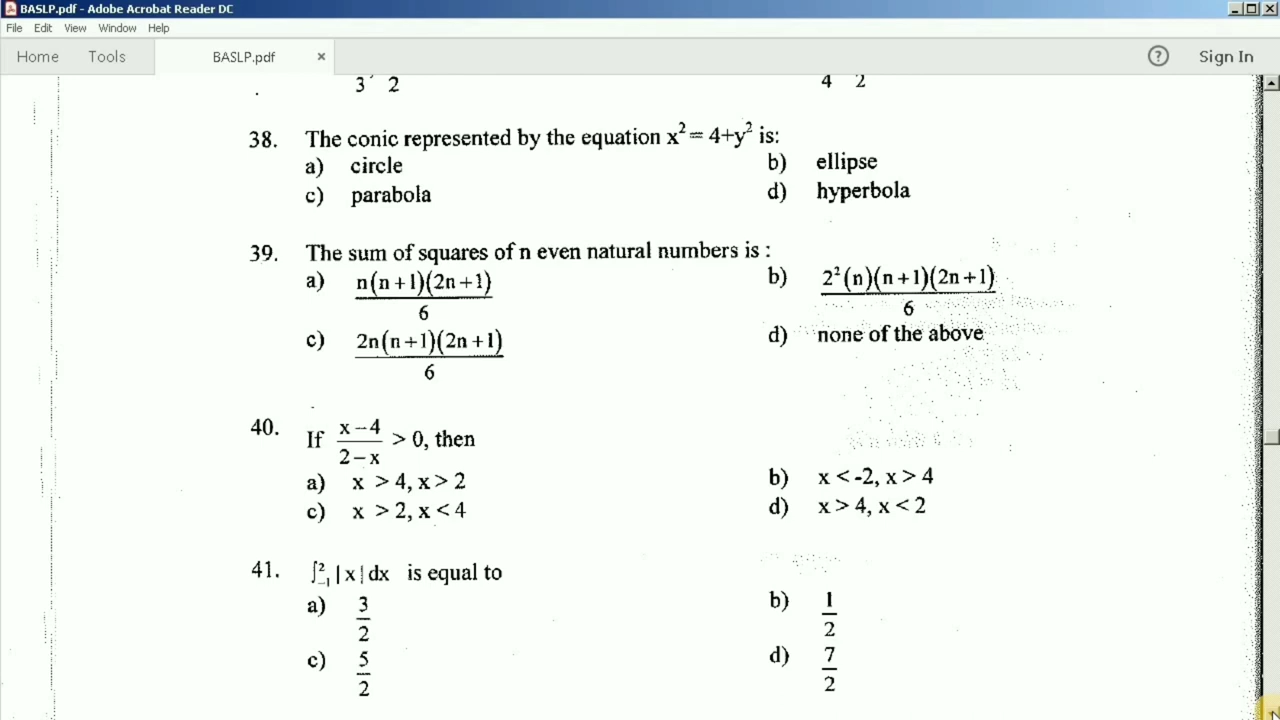 BASLP.pdf - Adobe Acrobat Reader DC
File Edit View Window Help
Home Tools BASLP.pdf × ? Sign In
3 , 2 4 2
38. The conic represented by the equation x² = 4+y² is:
a) circle b) ellipse
c) parabola d) hyperbola
39. The sum of squares of n even natural numbers is :
a) n(n+1)(2n+1)/6 b) 2²(n)(n+1)(2n+1)/6
c) 2n(n+1)(2n+1)/6 d) none of the above
40. If x-4/2-x > 0, then
a) x > 4, x > 2 b) x < -2, x > 4
c) x > 2, x < 4 d) x > 4, x < 2
41. ∫²₋₁ |x| dx is equal to
a) 3/2 b) 1/2
c) 5/2 d) 7/2